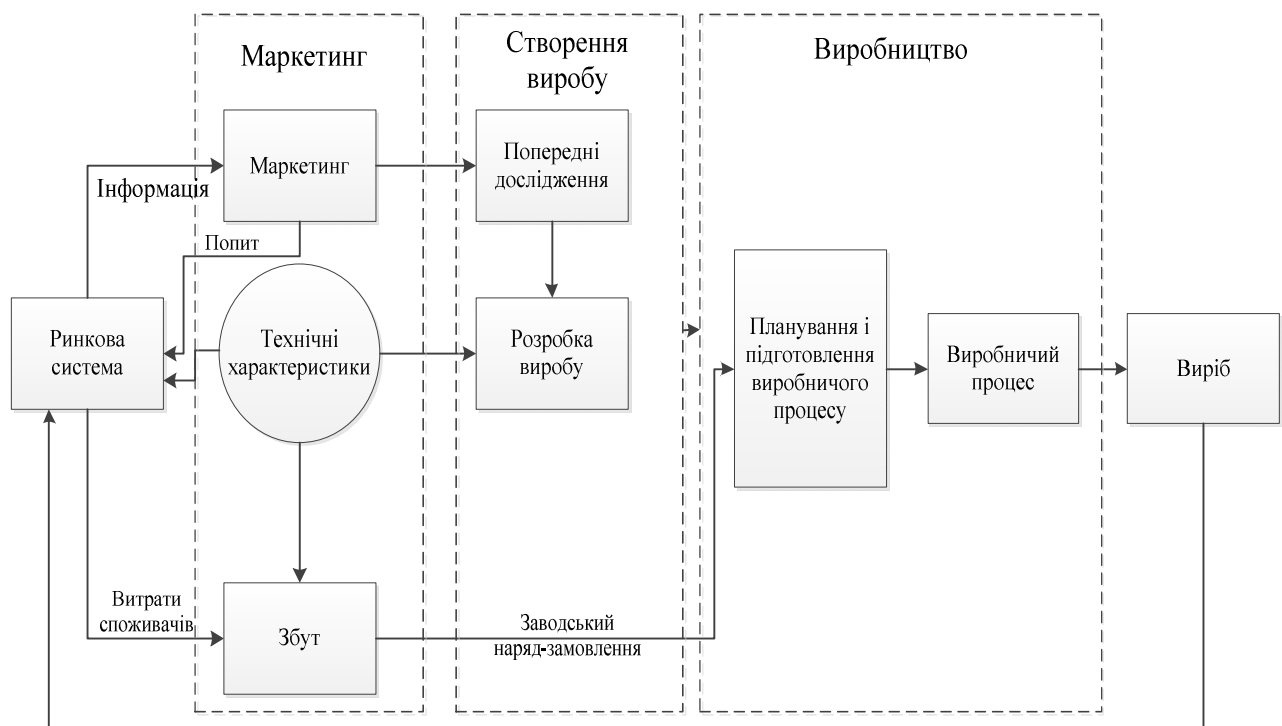 Маркетинг
Створення
виробу
Виробництво
Маркетинг
Попередні
дослідження
Інформація
Попит
Ринкова
система
Технічні
характеристики
Розробка
виробу
Планування і
підготовлення
виробничого
процесу
Виробничий
процес
Виріб
Витрати
споживачів
Збут
Заводський
наряд-замовлення